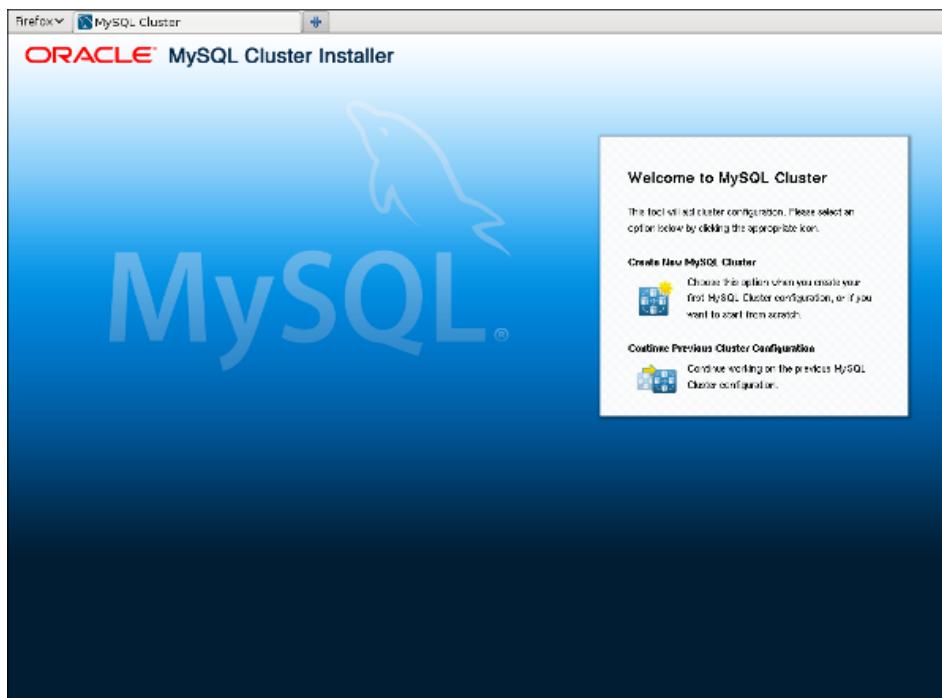 Firefox
MySQL Cluster
ORACLE MySQL Cluster Installer
MySQL®
Welcome to MySQL Cluster
This tool will aid cluster configuration. Please select an
option below by clicking the appropriate icon.
Create New MySQL Cluster
Choose this option when you create your
first MySQL Cluster configuration, or if you
want to start from scratch.
Continue Previous Cluster Configuration
Continue working on the previous MySQL
Cluster configuration.